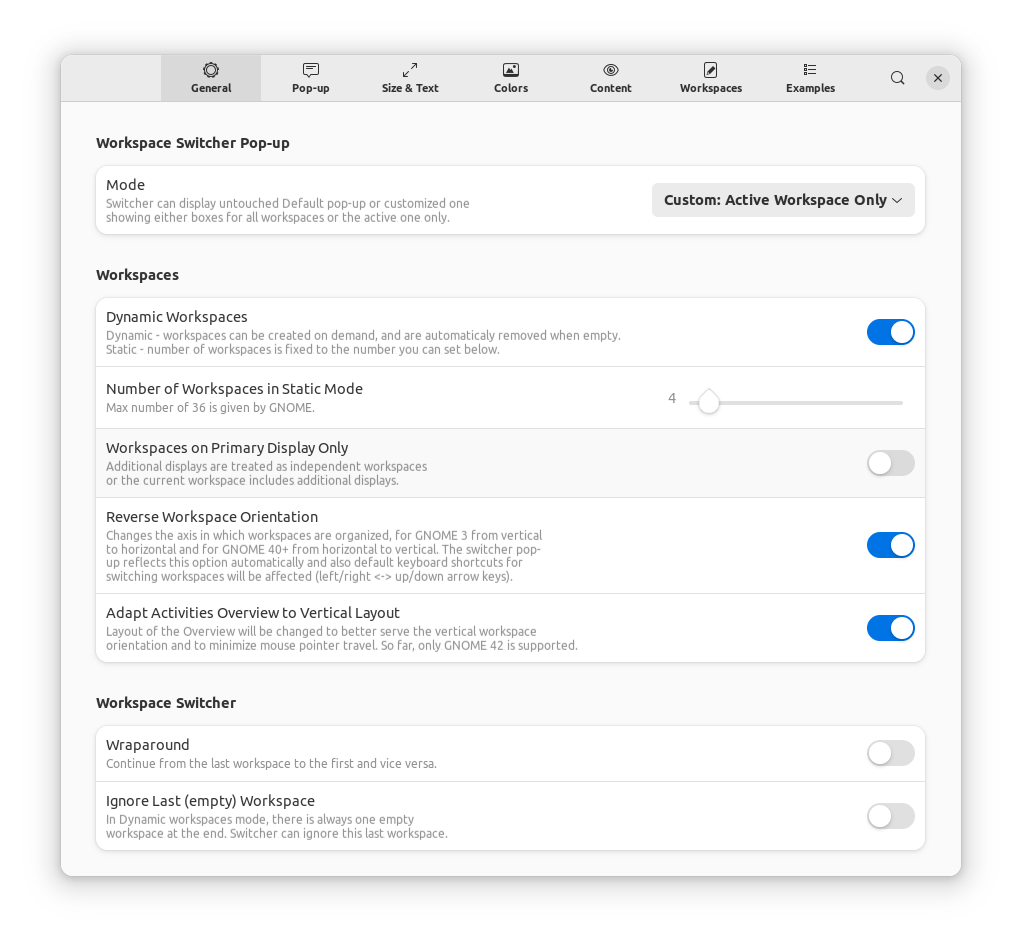 General
Pop-up
Size & Text
Colors
Content
Workspaces
Examples
Workspace Switcher Pop-up
Mode
Switcher can display untouched Default pop-up or customized one
showing either boxes for all workspaces or the active one only.
Custom: Active Workspace Only
Workspaces
Dynamic Workspaces
Dynamic - workspaces can be created on demand, and are automaticaly removed when empty.
Static - number of workspaces is fixed to the number you can set below.
Number of Workspaces in Static Mode
Max number of 36 is given by GNOME.
4
Workspaces on Primary Display Only
Additional displays are treated as independent workspaces
or the current workspace includes additional displays.
Reverse Workspace Orientation
Changes the axis in which workspaces are organized, for GNOME 3 from vertical
to horizontal and for GNOME 40+ from horizontal to vertical. The switcher pop-
up reflects this option automatically and also default keyboard shortcuts for
switching workspaces will be affected (left/right <-> up/down arrow keys).
Adapt Activities Overview to Vertical Layout
Layout of the Overview will be changed to better serve the vertical workspace
orientation and to minimize mouse pointer travel. So far, only GNOME 42 is supported.
Workspace Switcher
Wraparound
Continue from the last workspace to the first and vice versa.
Ignore Last (empty) Workspace
In Dynamic workspaces mode, there is always one empty
workspace at the end. Switcher can ignore this last workspace.